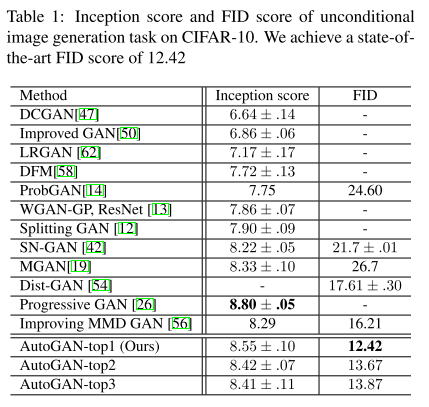 Table 1: Inception score and FID score of unconditional
image generation task on CIFAR-10. We achieve a state-of-
the-art FID score of 12.42
Method Inception score FID
DCGAN[47] 6.64 ± .14 -
Improved GAN[50] 6.86 ± .06 -
LRGAN [62] 7.17 ± .17 -
DFM[58] 7.72 ± .13 -
ProbGAN[14] 7.75 24.60
WGAN-GP, ResNet [13] 7.86 ± .07 -
Splitting GAN [12] 7.90 ± .09 -
SN-GAN [42] 8.22 ± .05 21.7 ± .01
MGAN[19] 8.33 ± .10 26.7
Dist-GAN [54] - 17.61 ± .30
Progressive GAN [26] 8.80 ± .05 -
Improving MMD GAN [56] 8.29 16.21
AutoGAN-top1 (Ours) 8.55 ± .10 12.42
AutoGAN-top2 8.42 ± .07 13.67
AutoGAN-top3 8.41 ± .11 13.87